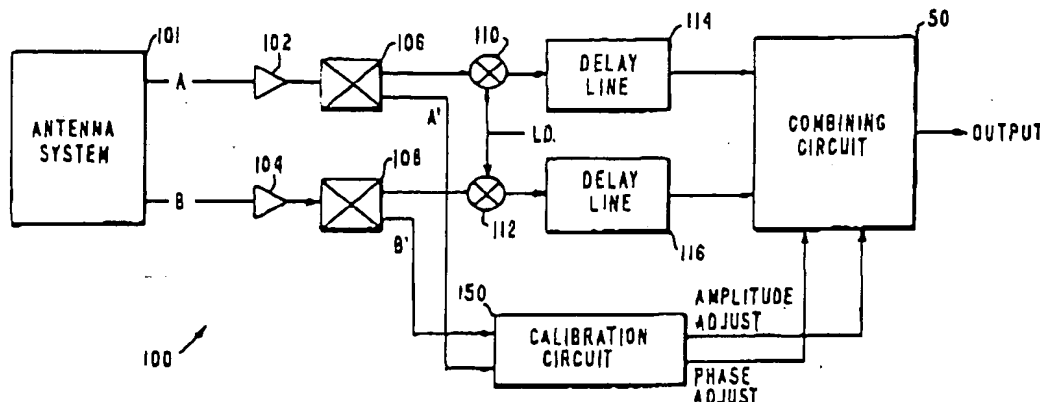 101
102
106
110
114
50
A
A'
DELAY
LINE
ANTENNA
SYSTEM
L.O.
COMBINING
CIRCUIT
OUTPUT
104
108
B
B'
112
DELAY
LINE
116
150
CALIBRATION
CIRCUIT
AMPLITUDE
ADJUST
PHASE
ADJUST
100